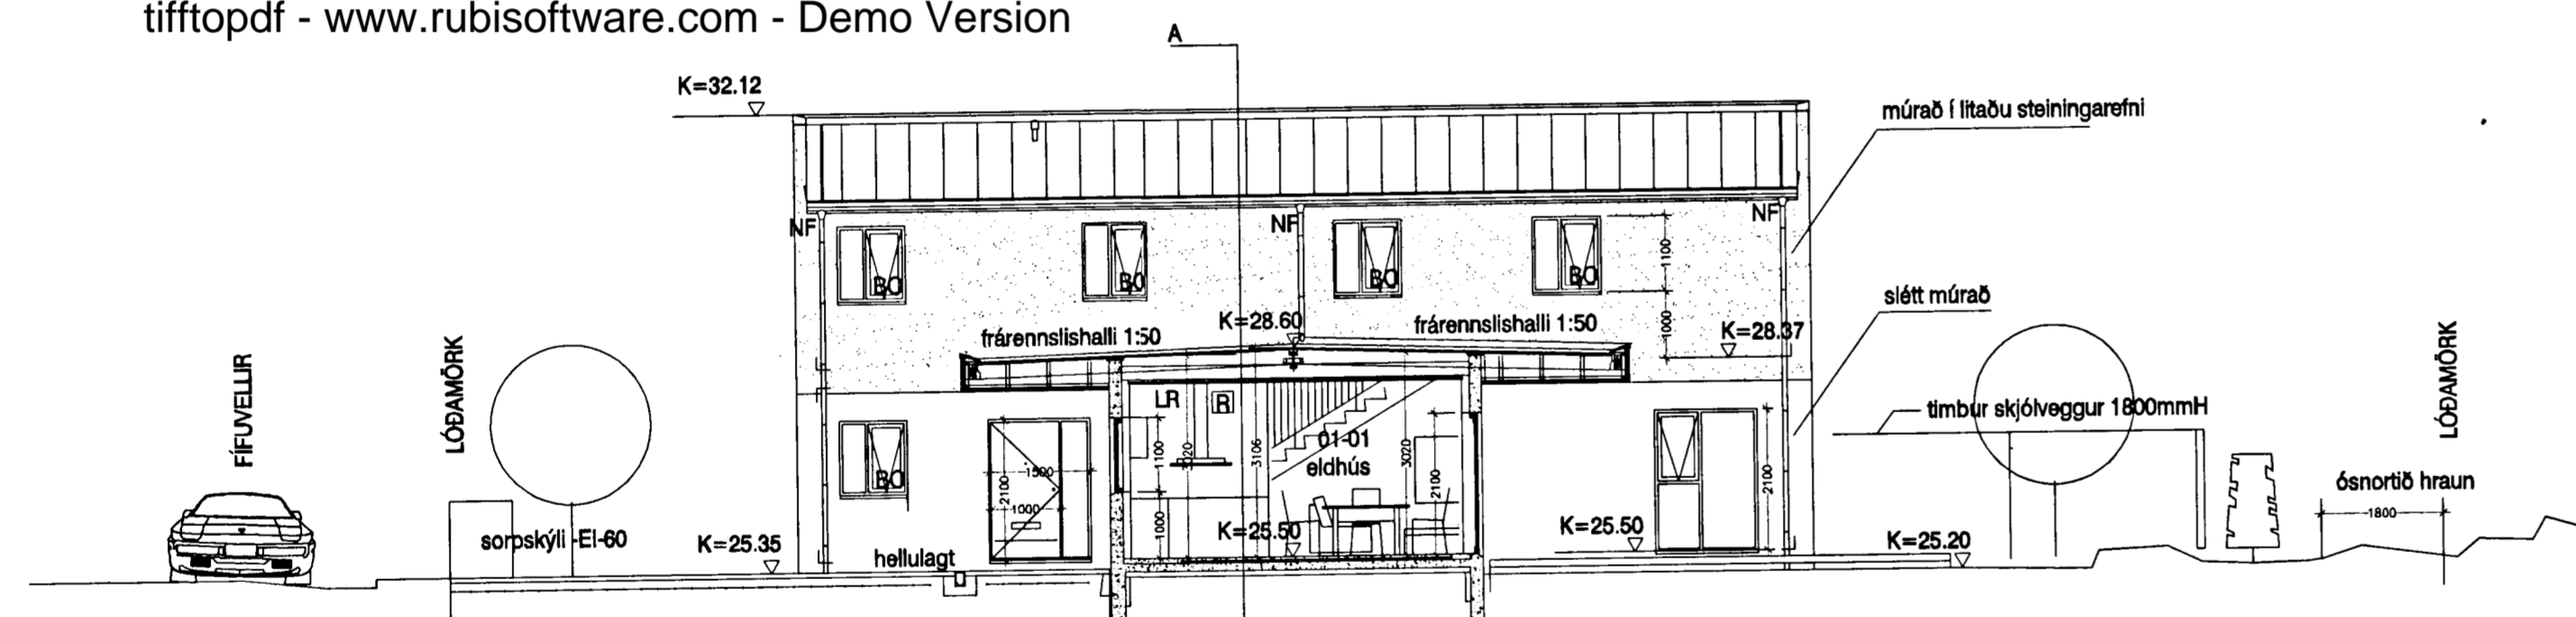 tifftopdf - www.rubisoftware.com - Demo Version
A
K=32.12
múrað í lituðu steiningarefni
NF
NF
NF
BO
BO
BO
BO
1100
1000
slétt múrað
K=28.60
K=28.37
frárennslishalli 1:50
frárennslishalli 1:50
FÍFUVELLIR
LÓÐAMÖRK
LÓÐAMÖRK
LR
R
timbur skjólveggur 1800mmH
01-01
eldhús
1100
3020
3106
3020
2100
BO
1500
2100
1000
2100
ósnortið hraun
1800
sorpskýli -EI-60
K=25.35
1000
K=25.50
K=25.50
K=25.20
hellulagt